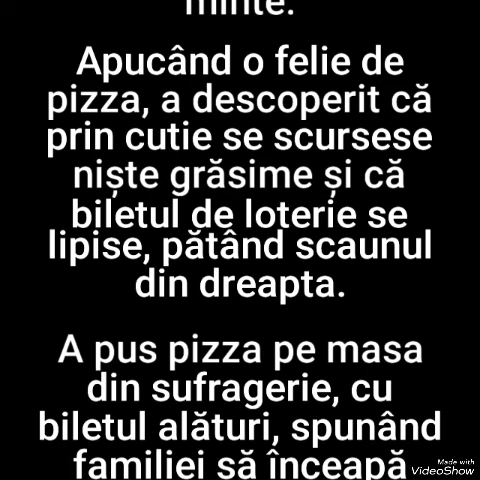 minte.
Apucând o felie de
pizza, a descoperit că
prin cutie se scursese
niște grăsime și că
biletul de loterie se
lipise, pătând scaunul
din dreapta.
A pus pizza pe masa
din sufragerie, cu
biletul alături, spunând
familiei să înceapă
Made with
VideoShow